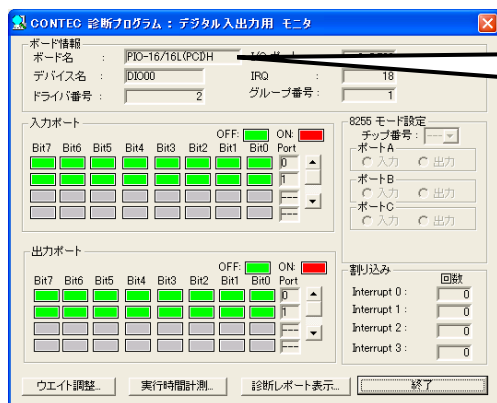 CONTEC 診断プログラム : デジタル入出力用 モニタ
ボード情報
ボード名 : PIO-16/16L(PCDH
デバイス名 : DIO00 IRQ : 18
ドライバ番号 : 2 グループ番号 : 1
入力ポート
OFF: ON:
Bit7 Bit6 Bit5 Bit4 Bit3 Bit2 Bit1 Bit0 Port
0
1
---
---
8255 モード設定
チップ番号 : ---
ポートA
入力 出力
ポートB
入力 出力
ポートC
入力 出力
出力ポート
OFF: ON:
Bit7 Bit6 Bit5 Bit4 Bit3 Bit2 Bit1 Bit0 Port
0
1
---
---
割り込み
回数
Interrupt 0 : 0
Interrupt 1 : 0
Interrupt 2 : 0
Interrupt 3 : 0
ウエイト調整... 実行時間計測... 診断レポート表示... 終了